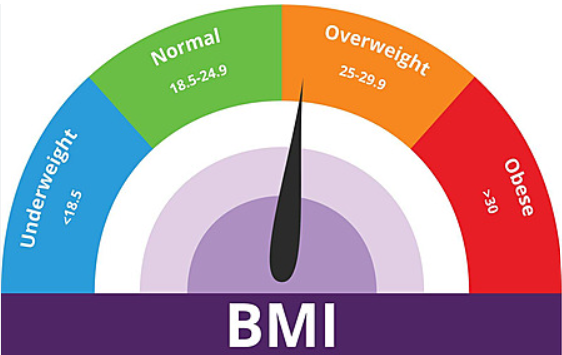 Underweight
<18.5
Normal
18.5-24.9
Overweight
25-29.9
Obese
>30
BMI